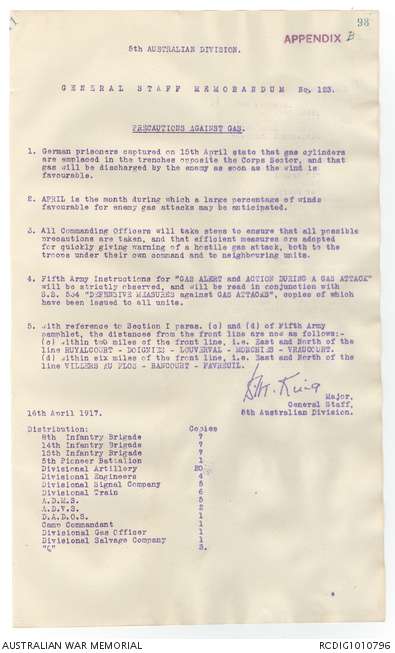 98
APPENDIX B
5th AUSTRALIAN DIVISION.
GENERAL STAFF MEMORANDUM No. 123.
PRECAUTIONS AGAINST GAS.
1. German prisoners captured on 15th April state that gas cylinders
are emplaced in the trenches opposite the Corps Sector, and that
gas will be discharged by the enemy as soon as the wind is
favourable.
2. APRIL is the month during which a large percentage of winds
favourable for enemy gas attacks may be anticipated.
3. All Commanding Officers will take steps to ensure that all possible
precautions are taken, and that efficient measures are adopted
for quickly giving warning of a hostile gas attack, both to the
troops under their own command and to neighbouring units.
4. Fifth Army Instructions for "GAS ALERT and ACTION DURING A GAS ATTACK"
will be strictly observed, and will be read in conjunction with
S.S. 534 "DEFENSIVE MEASURES against GAS ATTACKS", copies of which
have been issued to all units.
5. With reference to Section I paras. (c) and (d) of Fifth Army
pamphlet, the distances from the front line are now as follows:-
(c) within two miles of the front line, i.e. East and North of the
line RUYALCOURT - DOIGNIES - LOUVERVAL - MORCHIES - VRAUCOURT.
(d) within six miles of the front line, i.e. East and North of the
line VILLERS AU FLOS - BANCOURT - FAVREUIL.
Major,
General Staff,
16th April 1917. 5th Australian Division.
Distribution: Copies
8th Infantry Brigade 7
14th Infantry Brigade 7
15th Infantry Brigade 7
5th Pioneer Battalion 1
Divisional Artillery 20
Divisional Engineers 4
Divisional Signal Company 5
Divisional Train 6
A.D.M.S. 5
A.D.V.S. 2
D.A.D.O.S. 1
Camp Commandant 1
Divisional Gas Officer 1
Divisional Salvage Company 1
3.
AUSTRALIAN WAR MEMORIAL RCDIG1010796